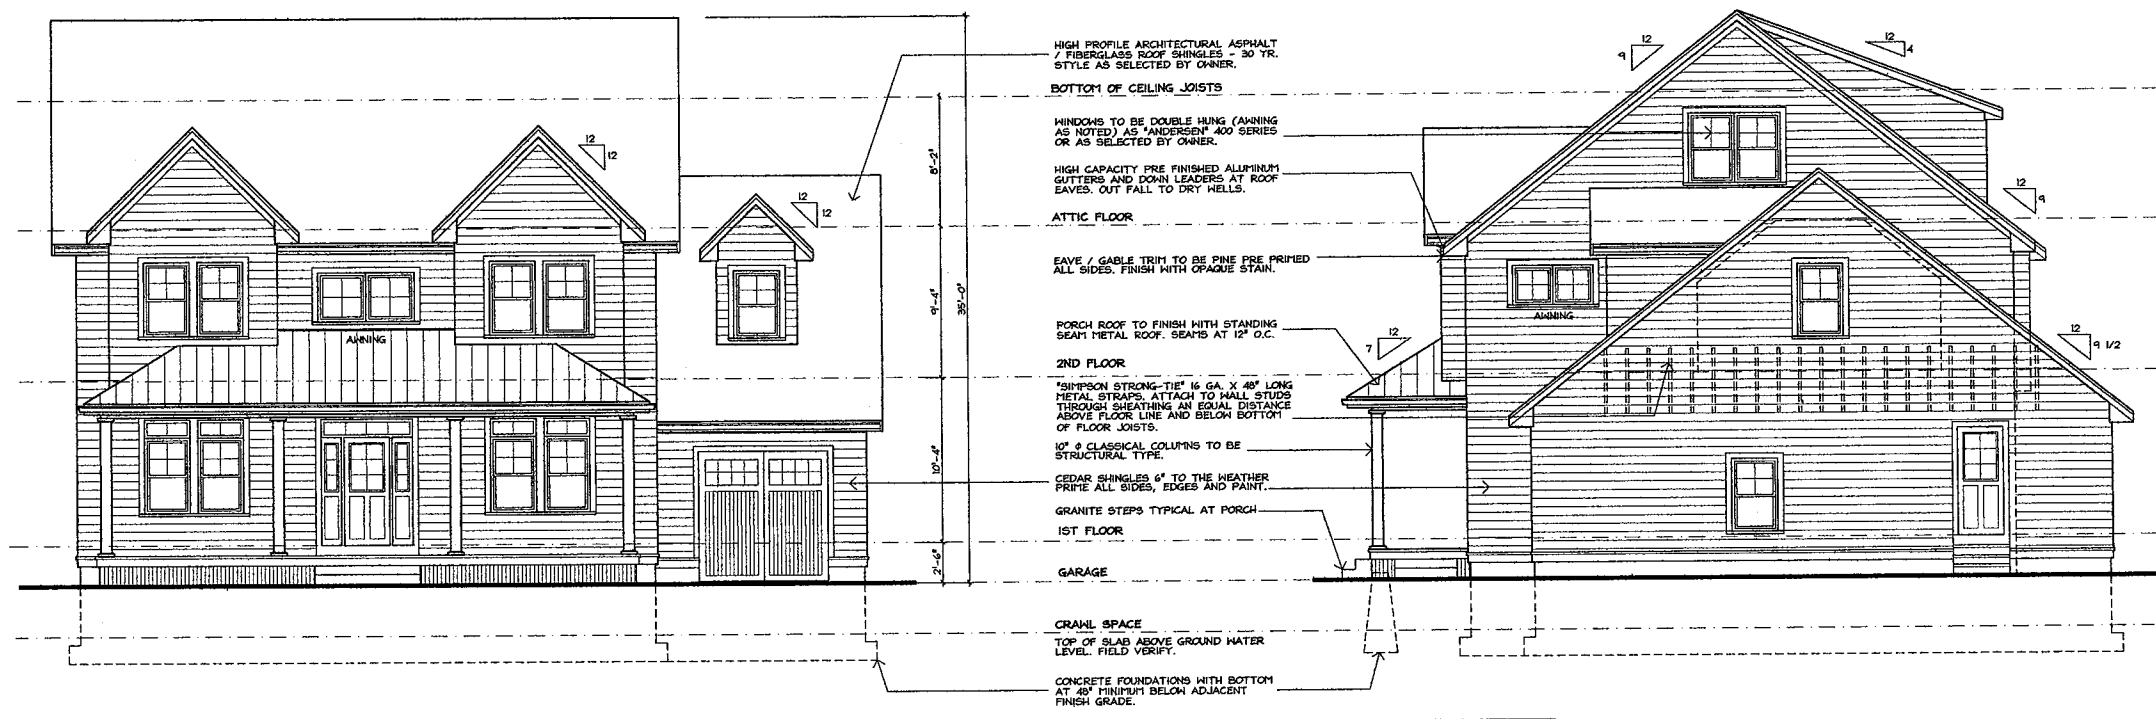 HIGH PROFILE ARCHITECTURAL ASPHALT
/ FIBERGLASS ROOF SHINGLES - 30 YR.
STYLE AS SELECTED BY OWNER.
BOTTOM OF CEILING JOISTS
WINDOWS TO BE DOUBLE HUNG (AWNING
AS NOTED) AS "ANDERSEN" 400 SERIES
OR AS SELECTED BY OWNER.
HIGH CAPACITY PRE FINISHED ALUMINUM
GUTTERS AND DOWN LEADERS AT ROOF
EAVES. OUT FALL TO DRY WELLS.
ATTIC FLOOR
EAVE / GABLE TRIM TO BE PINE PRE PRIMED
ALL SIDES. FINISH WITH OPAQUE STAIN.
PORCH ROOF TO FINISH WITH STANDING
SEAM METAL ROOF. SEAMS AT 12" O.C.
2ND FLOOR
"SIMPSON STRONG-TIE" 16 GA. X 48" LONG
METAL STRAPS. ATTACH TO WALL STUDS
THROUGH SHEATHING AN EQUAL DISTANCE
ABOVE FLOOR LINE AND BELOW BOTTOM
OF FLOOR JOISTS.
10" Φ CLASSICAL COLUMNS TO BE
STRUCTURAL TYPE.
CEDAR SHINGLES 6" TO THE WEATHER
PRIME ALL SIDES, EDGES AND PAINT.
GRANITE STEPS TYPICAL AT PORCH
1ST FLOOR
GARAGE
CRAWL SPACE
TOP OF SLAB ABOVE GROUND WATER
LEVEL. FIELD VERIFY.
CONCRETE FOUNDATIONS WITH BOTTOM
AT 48" MINIMUM BELOW ADJACENT
FINISH GRADE.
12
12
12
12
AWNING
8'-2"
9'-4"
35'-0"
10'-4"
2'-6"
12
9
12
4
12
9
AWNING
12
7
12
9 1/2